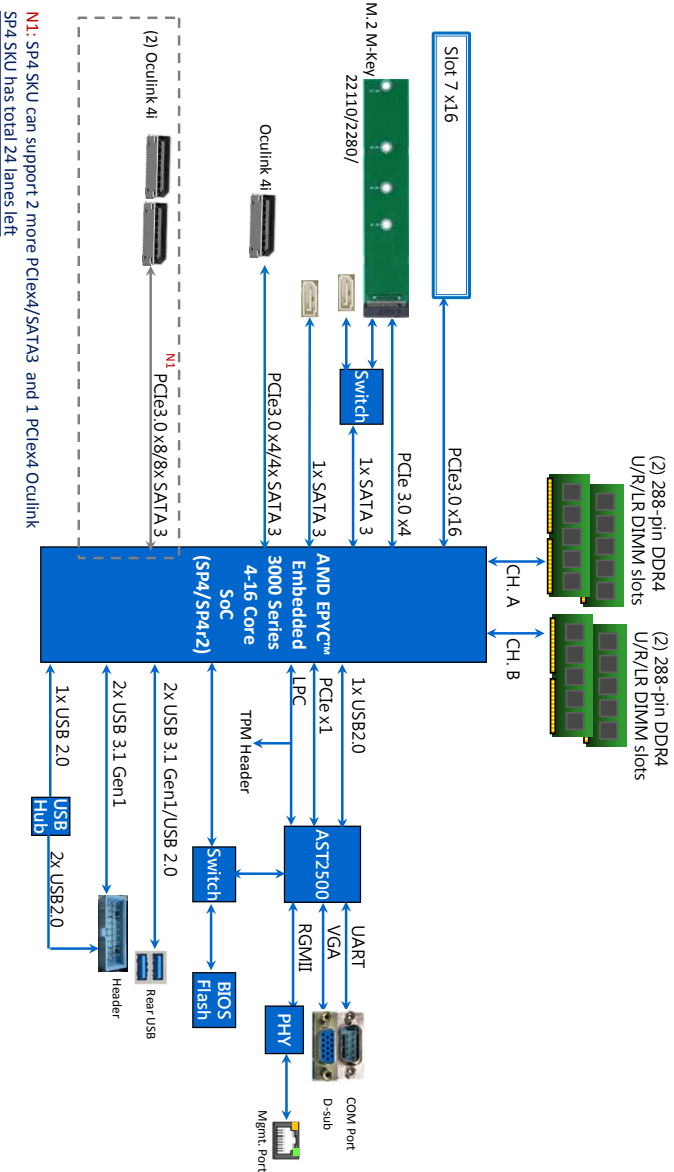 (2) 288-pin DDR4
U/R/LR DIMM slots
(2) 288-pin DDR4
U/R/LR DIMM slots
CH. A
CH. B
Slot 7 x16
PCIe3.0 x16
M.2 M-Key
22110/2280/
PCIe 3.0 x4
Switch
1x SATA 3
1x SATA 3
Oculink 4i
PCIe3.0 x4/4x SATA 3
(2) Oculink 4i
N1
PCIe3.0 x8/8x SATA 3
AMD EPYC™
Embedded
3000 Series
4-16 Core
SoC
(SP4/SP4r2)
1x USB2.0
PCIe x1
LPC
TPM Header
AST2500
UART
VGA
RGMII
COM Port
D-sub
PHY
Mgmt. Port
Switch
BIOS
Flash
2x USB 3.1 Gen1/USB 2.0
Rear USB
2x USB 3.1 Gen1
Header
1x USB 2.0
USB
Hub
2x USB2.0
N1: SP4 SKU can support 2 more PCIex4/SATA3 and 1 PCIex4 Oculink
SP4 SKU has total 24 lanes left